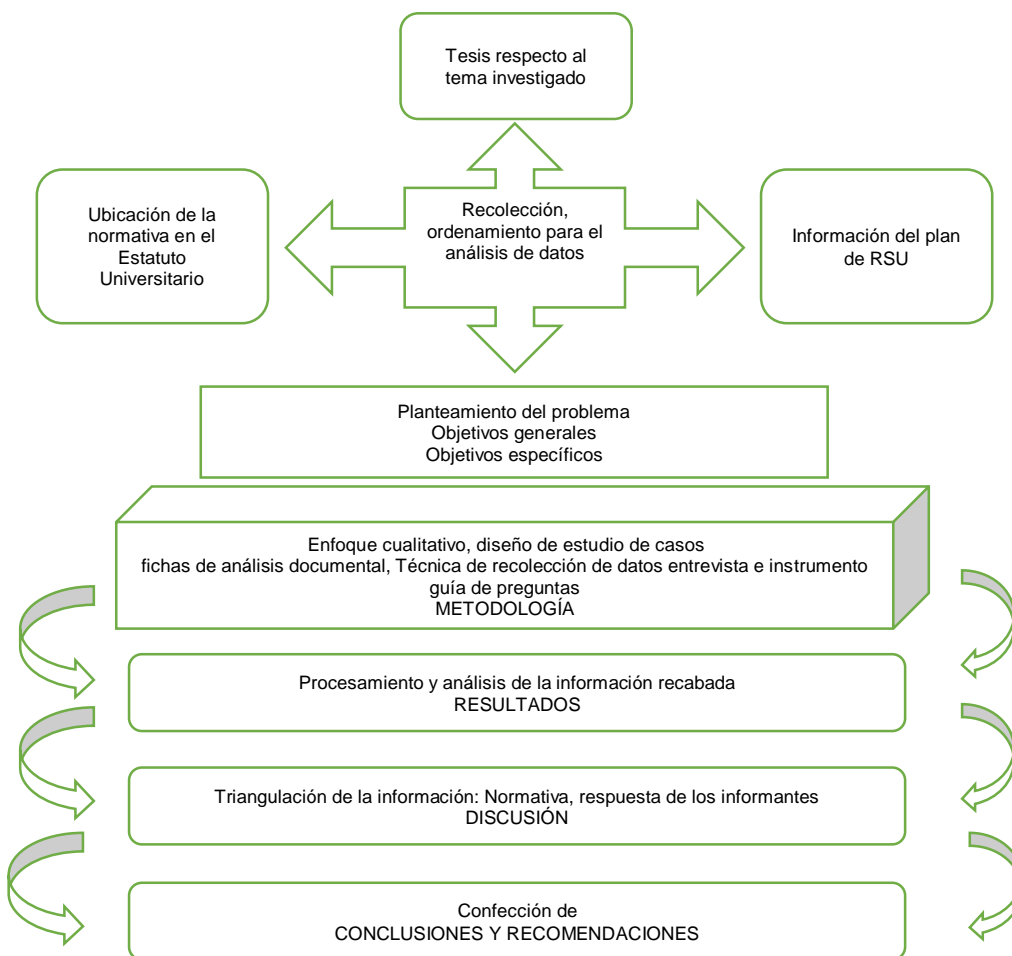 Tesis respecto al
tema investigado
Ubicación de la
normativa en el
Estatuto
Universitario
Recolección,
ordenamiento para el
análisis de datos
Información del plan
de RSU
Planteamiento del problema
Objetivos generales
Objetivos específicos
Enfoque cualitativo, diseño de estudio de casos
fichas de análisis documental, Técnica de recolección de datos entrevista e instrumento
guía de preguntas
METODOLOGÍA
Procesamiento y análisis de la información recabada
RESULTADOS
Triangulación de la información: Normativa, respuesta de los informantes
DISCUSIÓN
Confección de
CONCLUSIONES Y RECOMENDACIONES